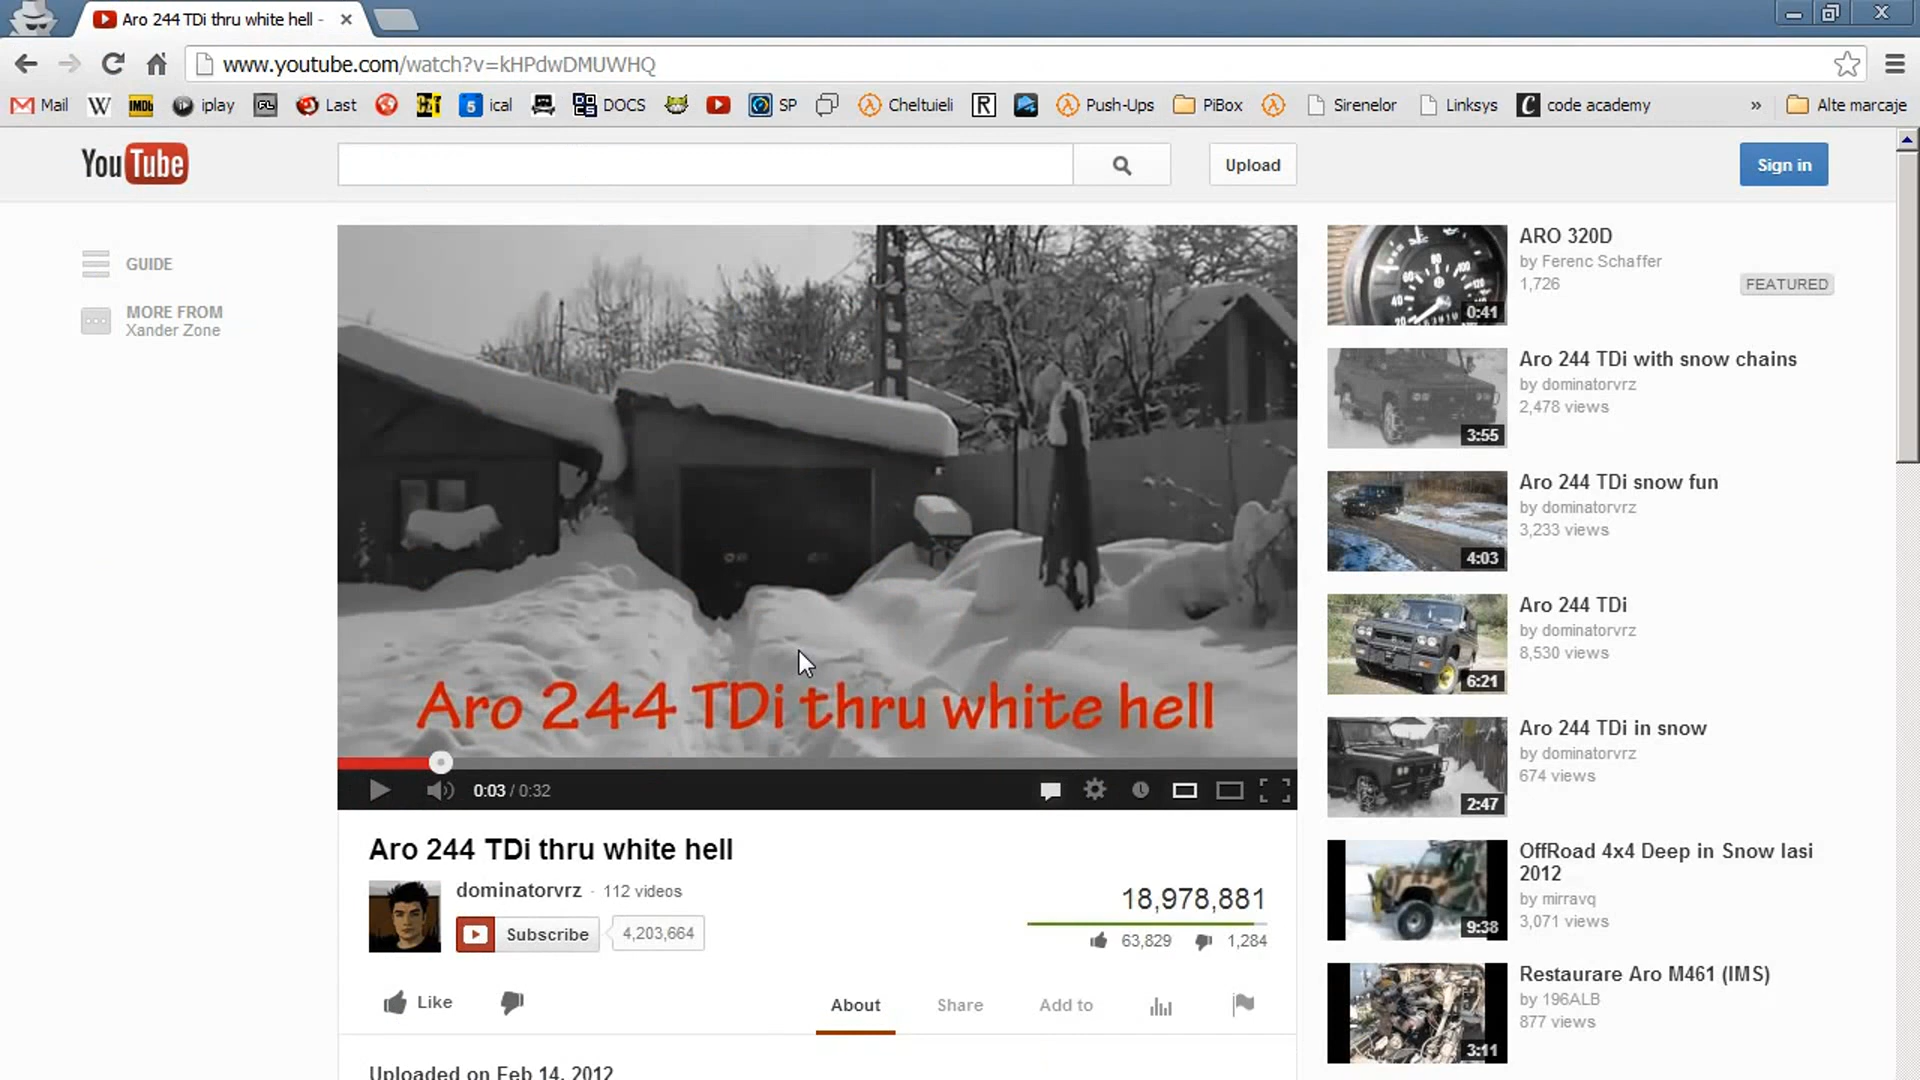 Aro 244 TDi thru white hell -
www.youtube.com/watch?v=kHPdwDMUWHQ
Mail W IMDb iplay GL Last 5 ical DOCS SP Cheltuieli R Push-Ups PiBox Sirenelor Linksys C code academy » Alte marcaje
YouTube
Upload
Sign in
GUIDE
MORE FROM
Xander Zone
Aro 244 TDi thru white hell
0:03 / 0:32
Aro 244 TDi thru white hell
dominatorvrz · 112 videos
Subscribe 4,203,664
18,978,881
63,829 1,284
Like
About Share Add to
Uploaded on Feb 14, 2012
0:41
ARO 320D
by Ferenc Schaffer
1,726
FEATURED
3:55
Aro 244 TDi with snow chains
by dominatorvrz
2,478 views
4:03
Aro 244 TDi snow fun
by dominatorvrz
3,233 views
6:21
Aro 244 TDi
by dominatorvrz
8,530 views
2:47
Aro 244 TDi in snow
by dominatorvrz
674 views
9:38
OffRoad 4x4 Deep in Snow Iasi
2012
by mirravq
3,071 views
3:11
Restaurare Aro M461 (IMS)
by 196ALB
877 views